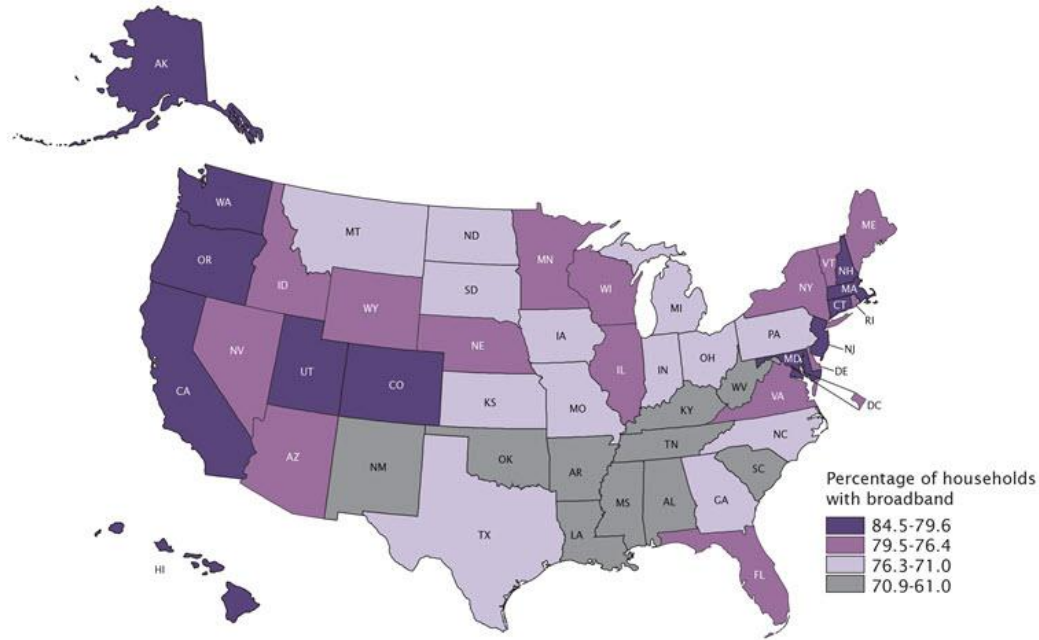 AK
WA
MT
ND
MN
ME
OR
ID
SD
WI
VT
NH
NY
MA
CT
WY
MI
RI
IA
PA
NV
NE
NJ
CA
UT
CO
IL
IN
OH
MD
DE
WV
KS
MO
VA
DC
KY
NC
AZ
NM
OK
TN
AR
SC
MS
AL
GA
TX
LA
FL
HI
Percentage of households
with broadband
84.5-79.6
79.5-76.4
76.3-71.0
70.9-61.0